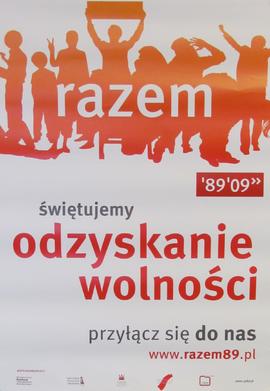 razem
'89'09»
świętujemy
odzyskanie
wolności
przyłącz się do nas
www.razem89.pl